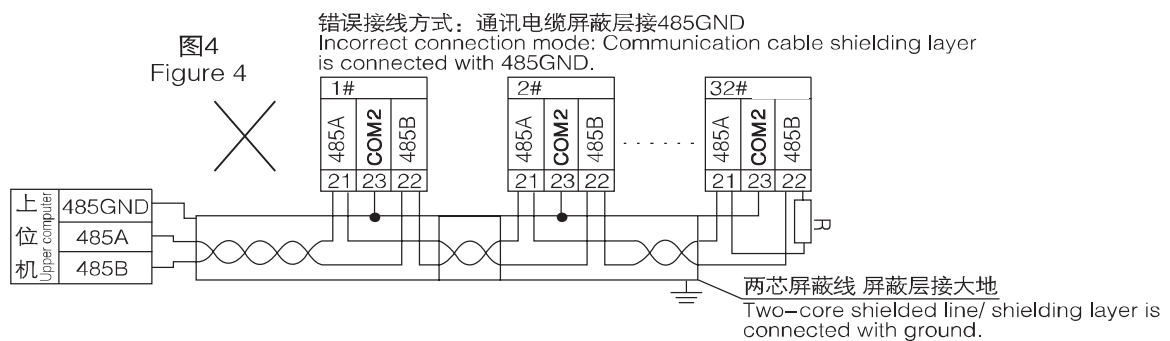 错误接线方式：通讯电缆屏蔽层接485GND
Incorrect connection mode: Communication cable shielding layer
is connected with 485GND.
图4
Figure 4
1#
485A COM2 485B
21 23 22
2#
485A COM2 485B
21 23 22
32#
485A COM2 485B
21 23 22
R
上位机
Upper computer
485GND
485A
485B
两芯屏蔽线 屏蔽层接大地
Two-core shielded line/ shielding layer is
connected with ground.